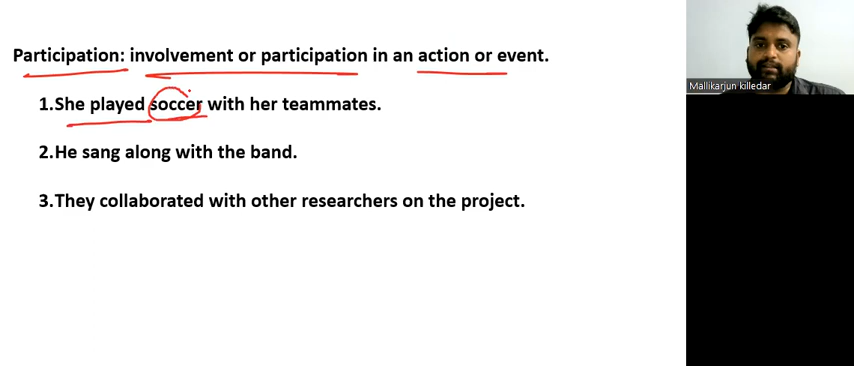 Participation: involvement or participation in an action or event.
1.She played soccer with her teammates.
2.He sang along with the band.
3.They collaborated with other researchers on the project.
Mallikarjun killedar